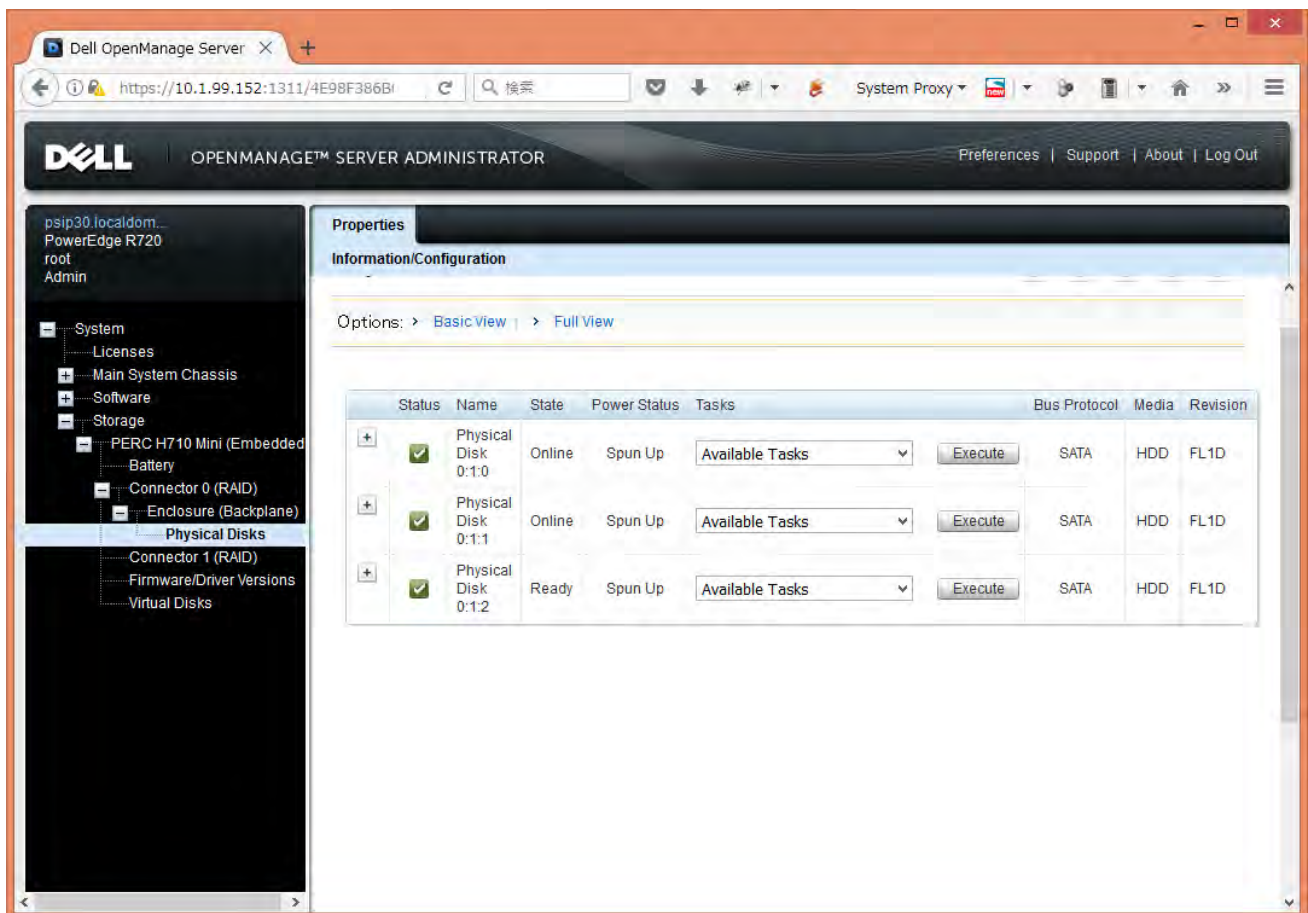 Dell OpenManage Server
https://10.1.99.152:1311/4E98F386B
検索
System Proxy
new
DELL
OPENMANAGE™ SERVER ADMINISTRATOR
Preferences | Support | About | Log Out
psip30.localdom...
PowerEdge R720
root
Admin
Properties
Information/Configuration
System
Licenses
Main System Chassis
Software
Storage
PERC H710 Mini (Embedded
Battery
Connector 0 (RAID)
Enclosure (Backplane)
Physical Disks
Connector 1 (RAID)
Firmware/Driver Versions
Virtual Disks
Options: > Basic View | > Full View
Status Name State Power Status Tasks Bus Protocol Media Revision
Physical
Disk
0:1:0
Online Spun Up Available Tasks Execute SATA HDD FL1D
Physical
Disk
0:1:1
Online Spun Up Available Tasks Execute SATA HDD FL1D
Physical
Disk
0:1:2
Ready Spun Up Available Tasks Execute SATA HDD FL1D